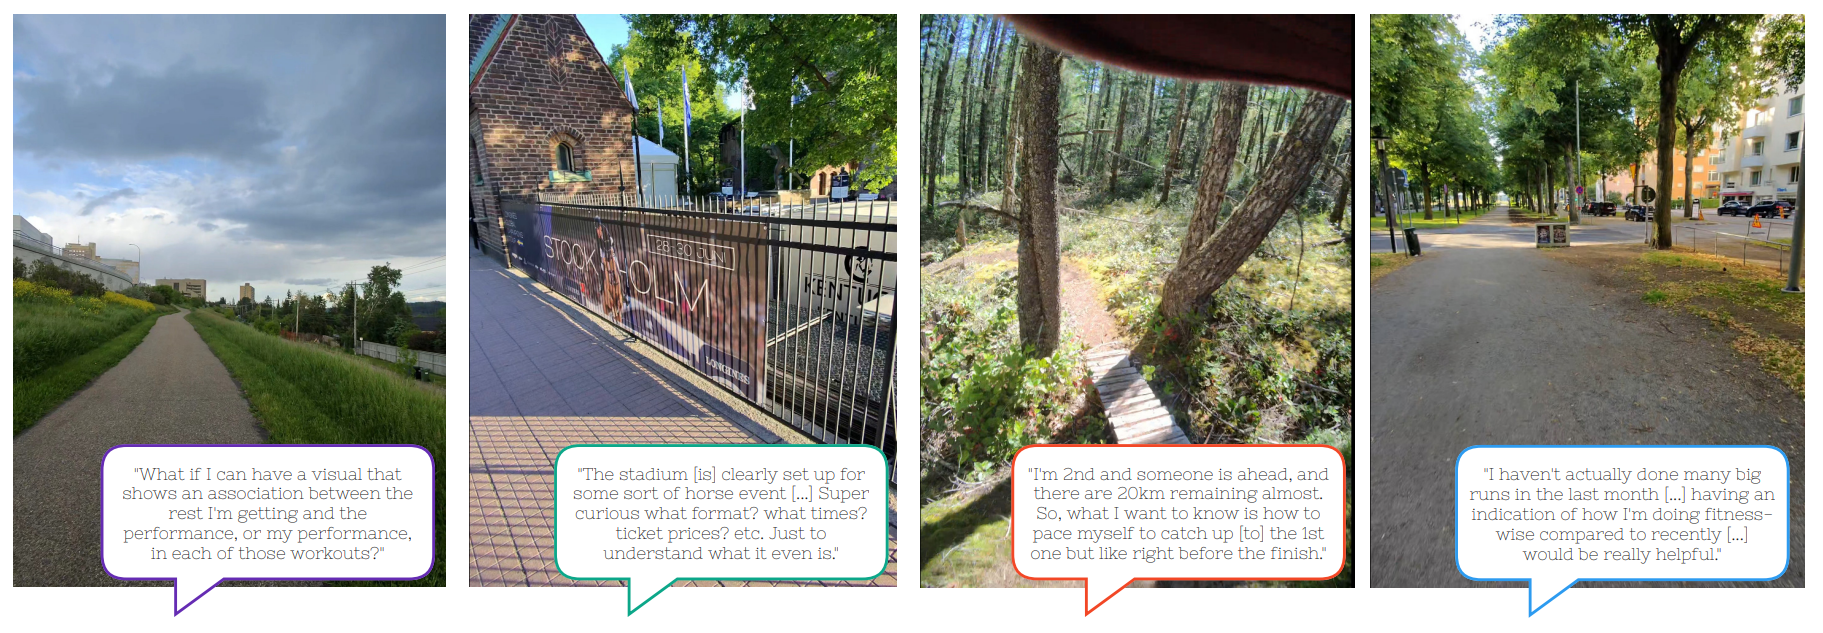 STOCKHOLM
28-30 JUNI
LONGINES
"What if I can have a visual that
shows an association between the
rest I'm getting and the
performance, or my performance,
in each of those workouts?"
"The stadium [is] clearly set up for
some sort of horse event [...] Super
curious what format? what times?
ticket prices? etc. Just to
understand what it even is."
"I'm 2nd and someone is ahead, and
there are 20km remaining almost.
So, what I want to know is how to
pace myself to catch up [to] the 1st
one but like right before the finish."
"I haven't actually done many big
runs in the last month [...] having an
indication of how I'm doing fitness-
wise compared to recently [...]
would be really helpful."